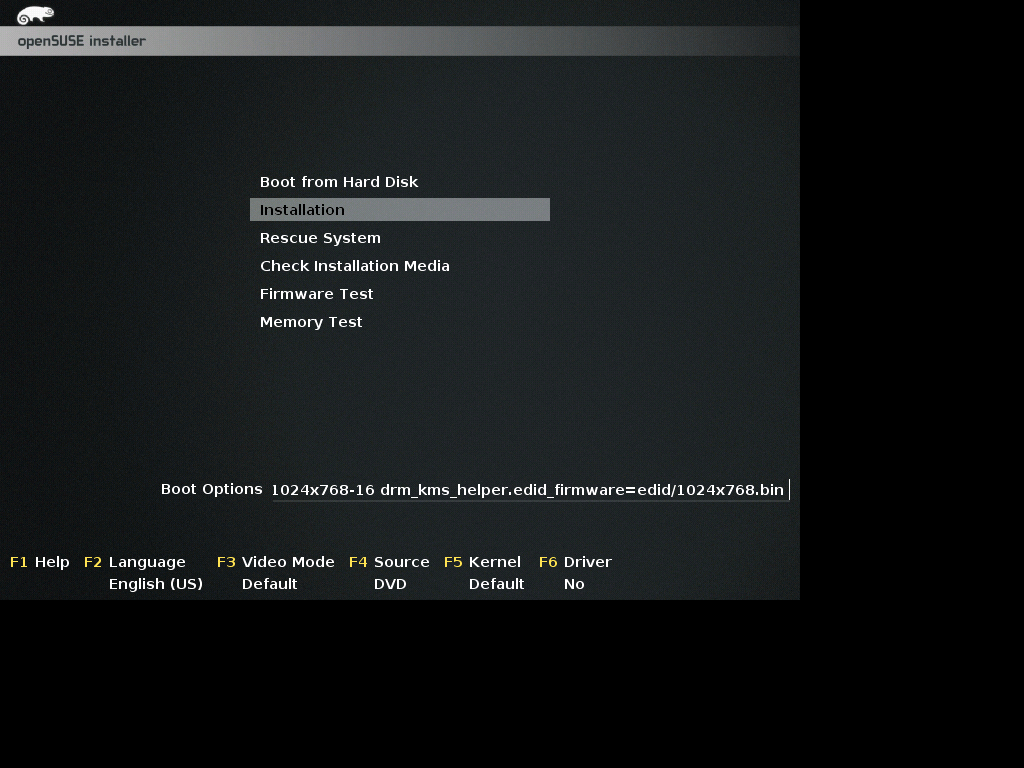 openSUSE installer
Boot from Hard Disk
Installation
Rescue System
Check Installation Media
Firmware Test
Memory Test
Boot Options 1024x768-16 drm_kms_helper.edid_firmware=edid/1024x768.bin
F1 Help F2 Language F3 Video Mode F4 Source F5 Kernel F6 Driver
English (US) Default DVD Default No